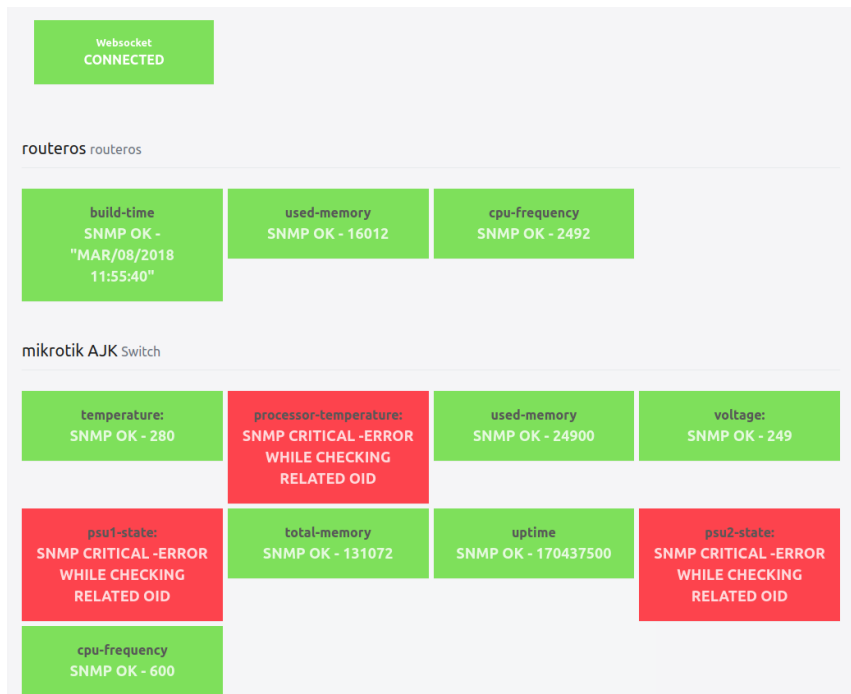 Websocket
CONNECTED
routeros routeros
build-time
SNMP OK -
"MAR/08/2018
11:55:40"
used-memory
SNMP OK - 16012
cpu-frequency
SNMP OK - 2492
mikrotik AJK Switch
temperature:
SNMP OK - 280
processor-temperature:
SNMP CRITICAL -ERROR
WHILE CHECKING
RELATED OID
used-memory
SNMP OK - 24900
voltage:
SNMP OK - 249
psu1-state:
SNMP CRITICAL -ERROR
WHILE CHECKING
RELATED OID
total-memory
SNMP OK - 131072
uptime
SNMP OK - 170437500
psu2-state:
SNMP CRITICAL -ERROR
WHILE CHECKING
RELATED OID
cpu-frequency
SNMP OK - 600